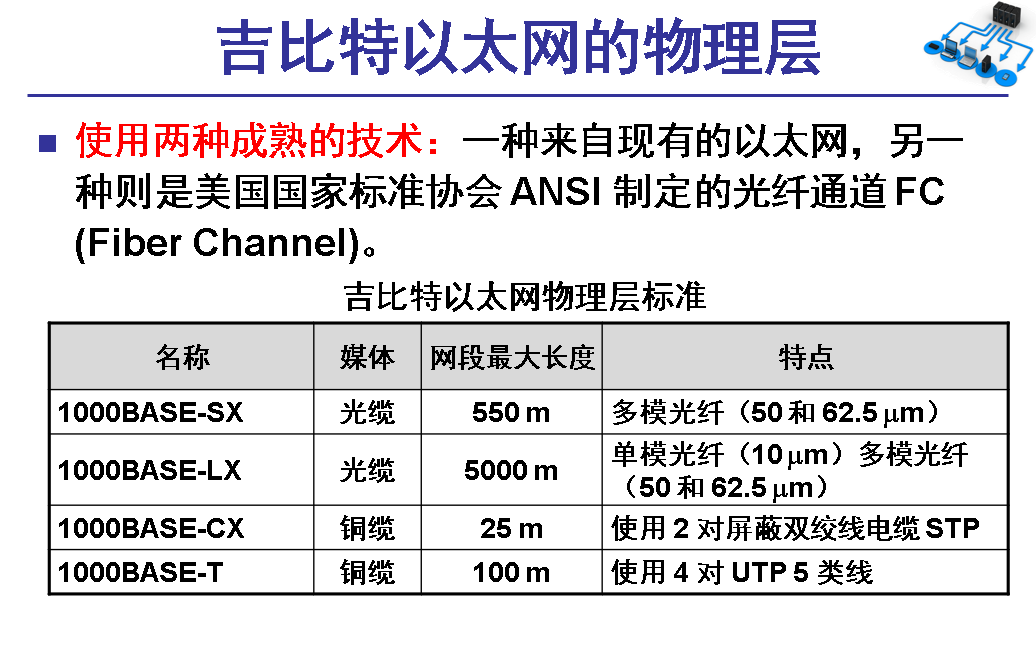 吉比特以太网的物理层
使用两种成熟的技术：一种来自现有的以太网，另一
种则是美国国家标准协会 ANSI 制定的光纤通道 FC
(Fiber Channel)。
吉比特以太网物理层标准
名称 媒体 网段最大长度 特点
1000BASE-SX 光缆 550 m 多模光纤（50 和 62.5 μm）
1000BASE-LX 光缆 5000 m 单模光纤（10 μm）多模光纤
（50 和 62.5 μm）
1000BASE-CX 铜缆 25 m 使用 2 对屏蔽双绞线电缆 STP
1000BASE-T 铜缆 100 m 使用 4 对 UTP 5 类线